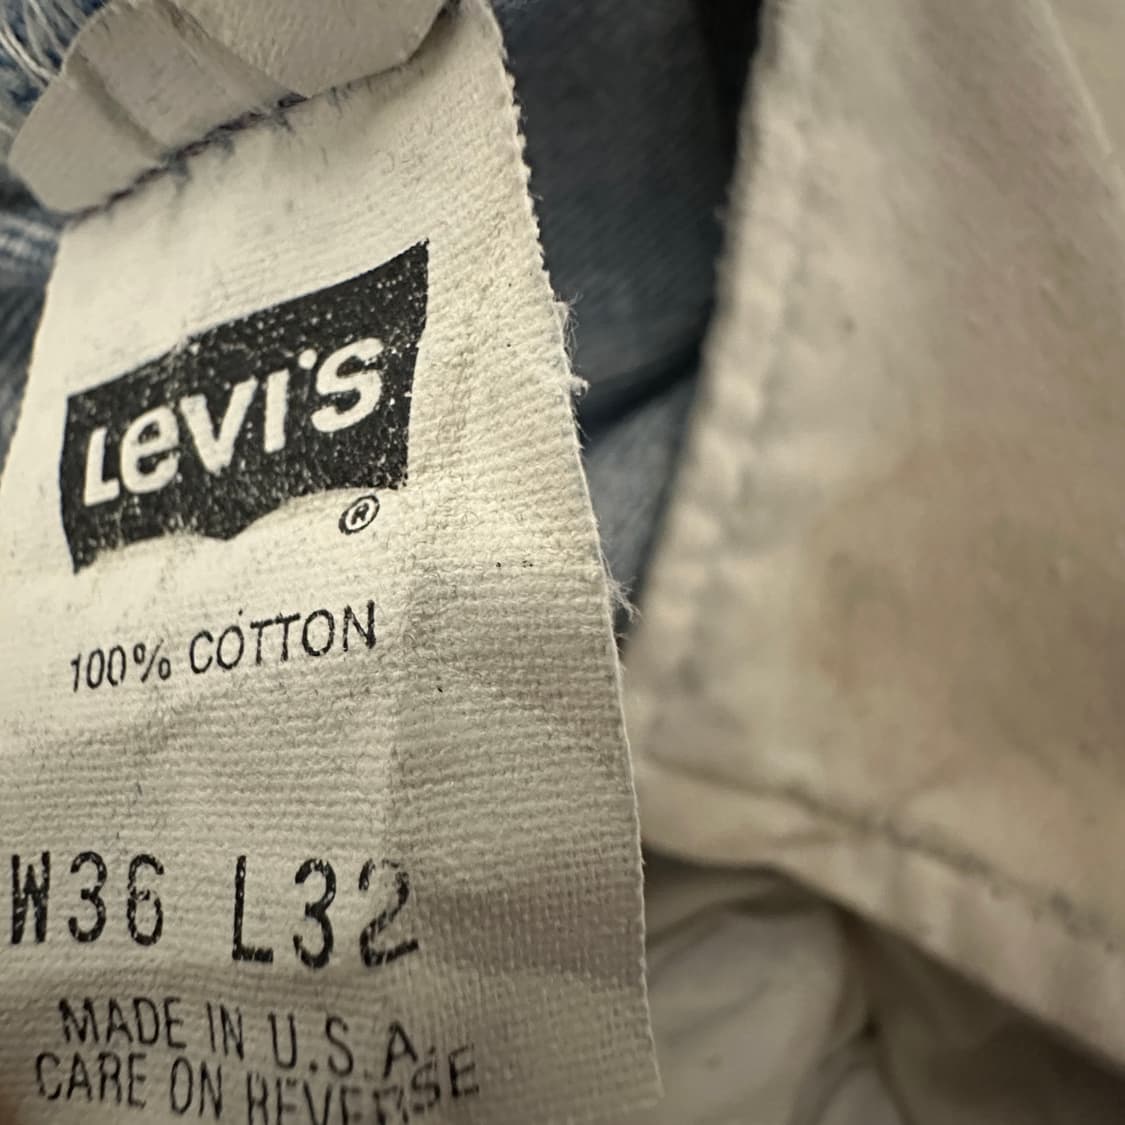 LEVI'S
®
100% COTTON
W36 L32
MADE IN U.S.A.
CARE ON REVERSE